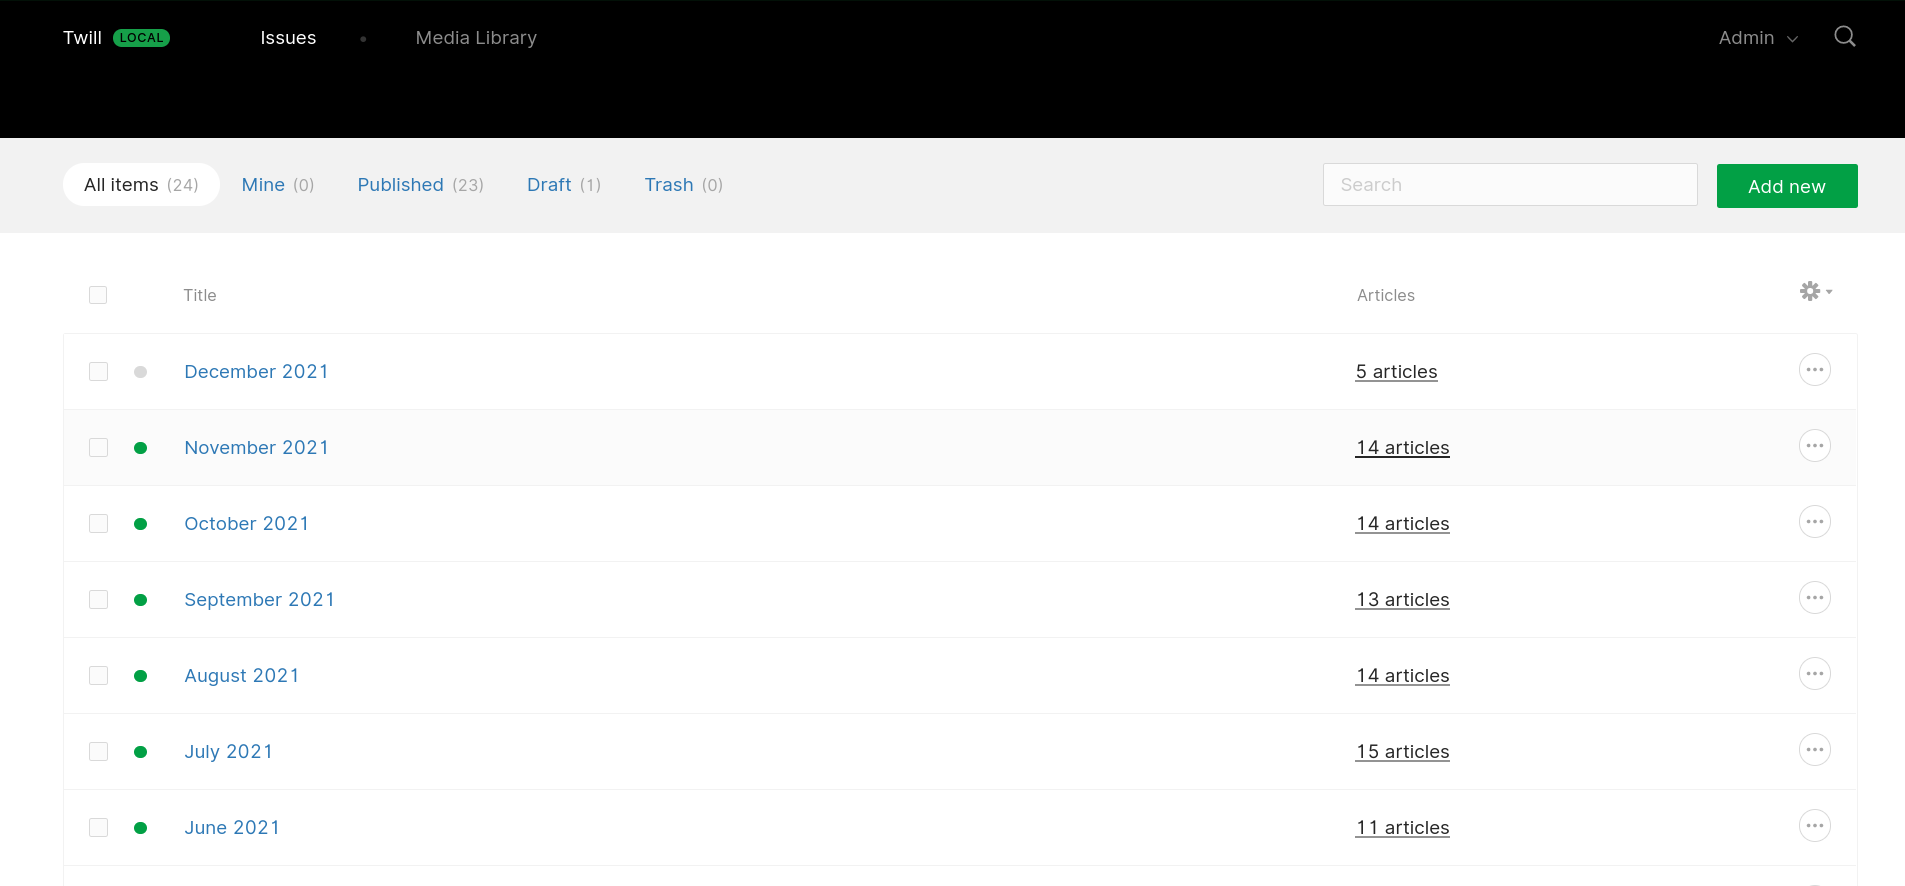 Twill LOCAL Issues Media Library Admin
All items (24) Mine (0) Published (23) Draft (1) Trash (0) Search Add new
Title Articles
December 2021 5 articles
November 2021 14 articles
October 2021 14 articles
September 2021 13 articles
August 2021 14 articles
July 2021 15 articles
June 2021 11 articles